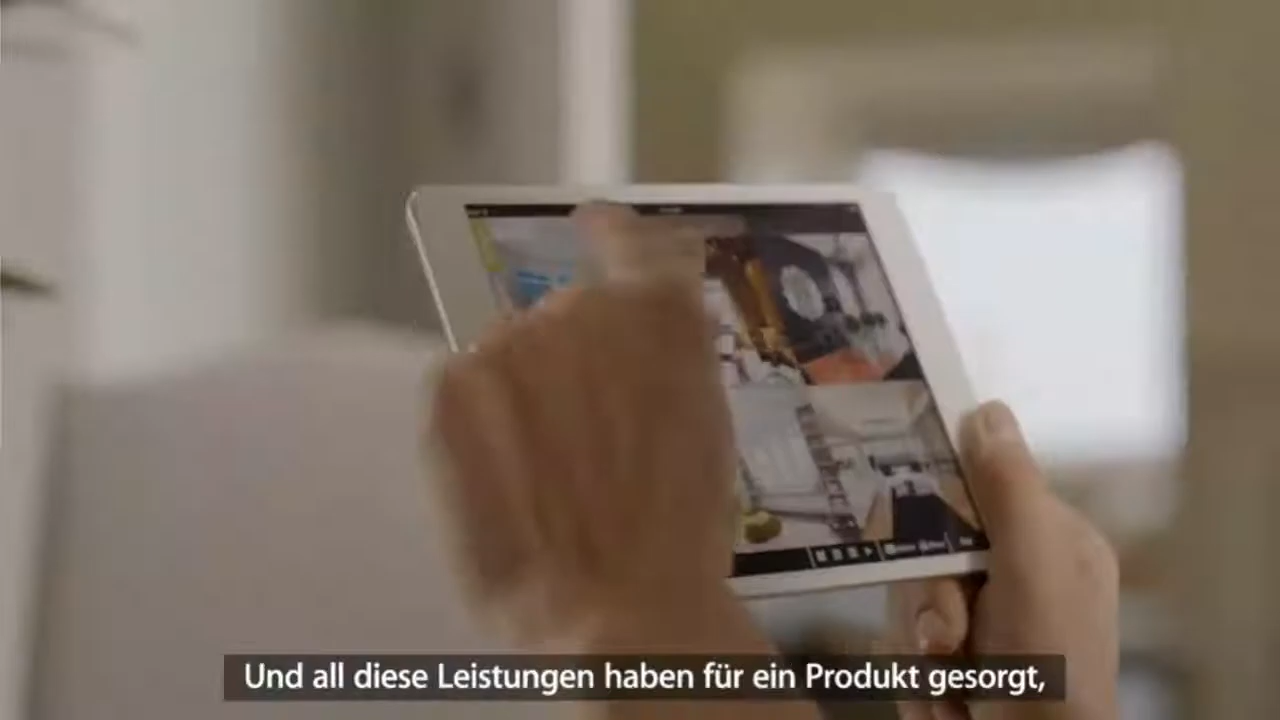 Und all diese Leistungen haben für ein Produkt gesorgt,